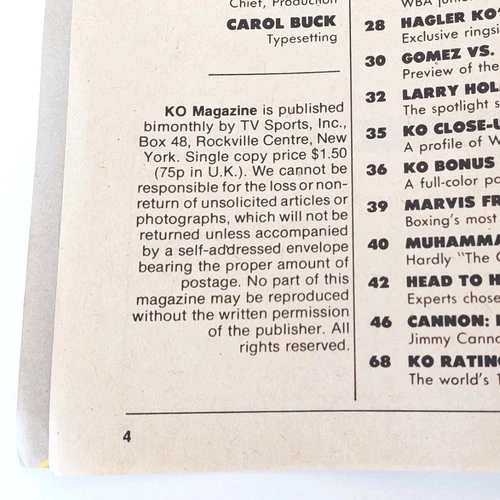 Chief, Production
CAROL BUCK
Typesetting
KO Magazine is published
bimonthly by TV Sports, Inc.,
Box 48, Rockville Centre, New
York. Single copy price $1.50
(75p in U.K.). We cannot be
responsible for the loss or non-
return of unsolicited articles or
photographs, which will not be
returned unless accompanied
by a self-addressed envelope
bearing the proper amount of
postage. No part of this
magazine may be reproduced
without the written permission
of the publisher. All
rights reserved.
4
WBA junior
28 HAGLER KO'
Exclusive ringsi
30 GOMEZ VS.
Preview of the
32 LARRY HOL
The spotlight s
35 KO CLOSE-U
A profile of W
36 KO BONUS
A full-color po
39 MARVIS FR
Boxing's most
40 MUHAMMA
Hardly "The G
42 HEAD TO H
Experts chose
46 CANNON:
Jimmy Canno
68 KO RATING
The world's